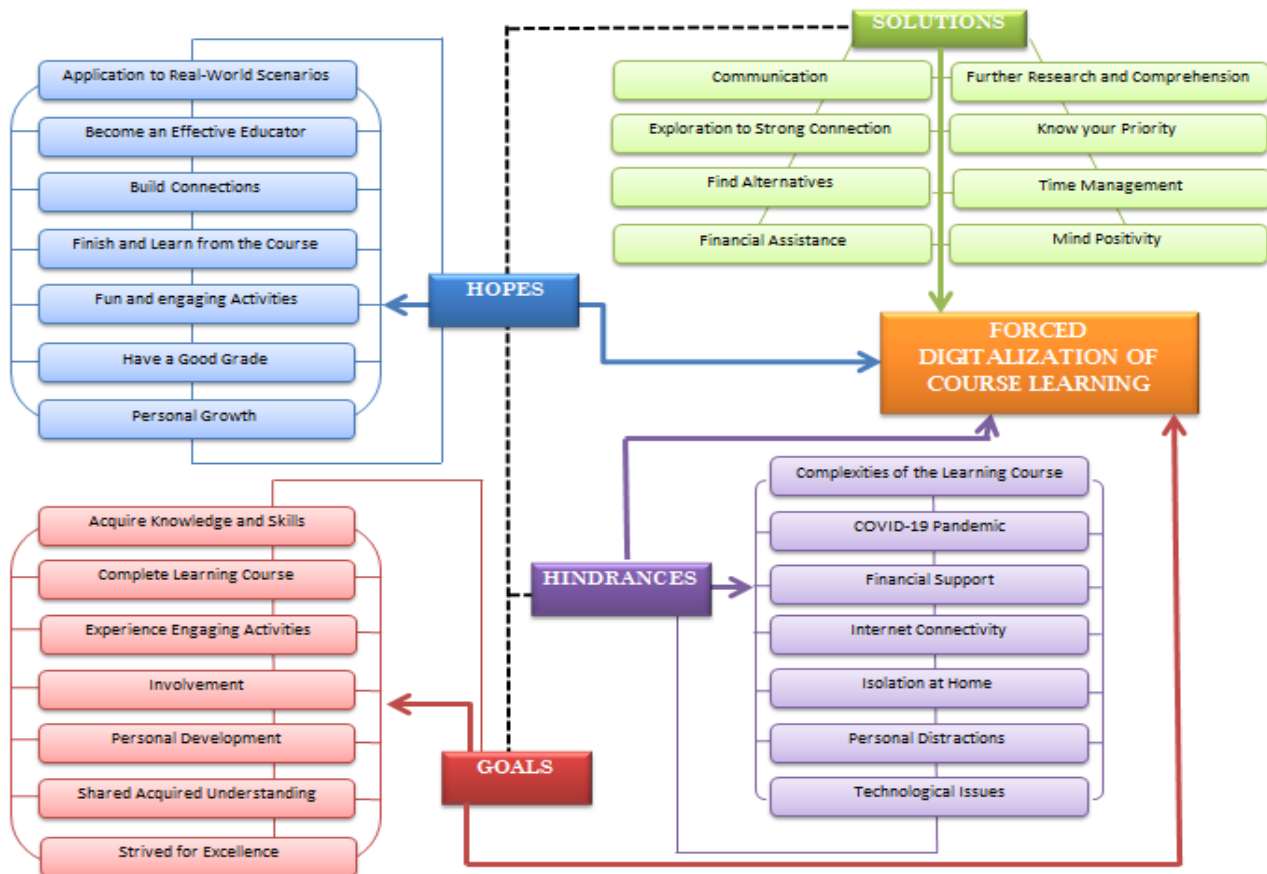 SOLUTIONS
Communication
Further Research and Comprehension
Exploration to Strong Connection
Know your Priority
Find Alternatives
Time Management
Financial Assistance
Mind Positivity
Application to Real-World Scenarios
Become an Effective Educator
Build Connections
Finish and Learn from the Course
Fun and engaging Activities
Have a Good Grade
Personal Growth
HOPES
FORCED
DIGITALIZATION OF
COURSE LEARNING
Acquire Knowledge and Skills
Complete Learning Course
Experience Engaging Activities
Involvement
Personal Development
Shared Acquired Understanding
Strived for Excellence
GOALS
HINDRANCES
Complexities of the Learning Course
COVID-19 Pandemic
Financial Support
Internet Connectivity
Isolation at Home
Personal Distractions
Technological Issues